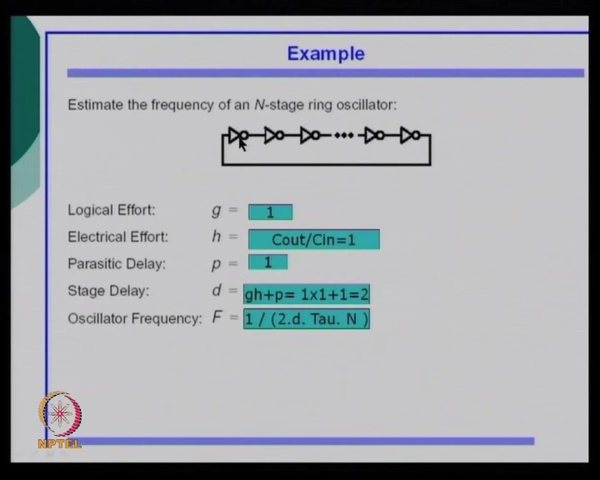 Example
Estimate the frequency of an N-stage ring oscillator:
Logical Effort: g = 1
Electrical Effort: h = Cout/Cin=1
Parasitic Delay: p = 1
Stage Delay: d = gh+p= 1x1+1=2
Oscillator Frequency: F = 1 / (2.d. Tau. N )
NPTEL